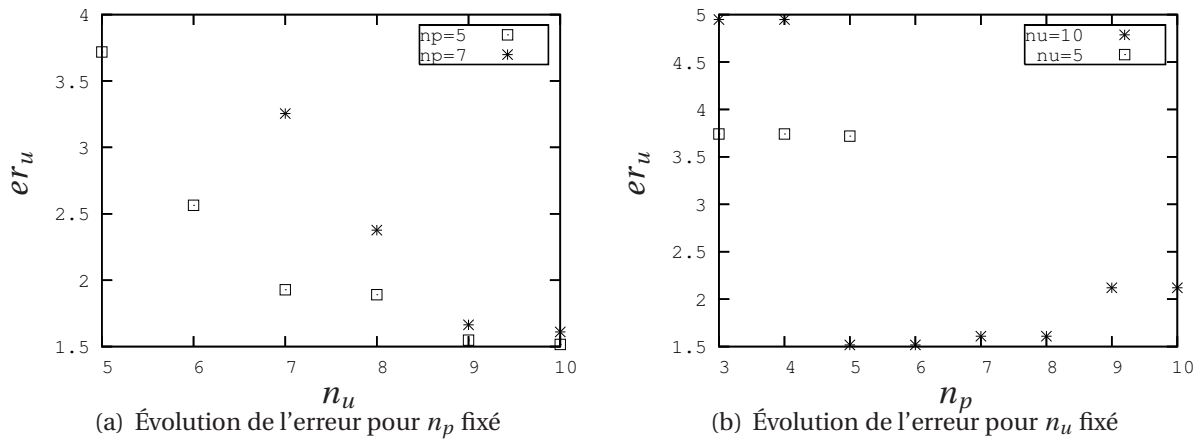 4
3.5
3
2.5
2
1.5
er_u
np=5
np=7
5 6 7 8 9 10
n_u
(a) Évolution de l'erreur pour n_p fixé
5
4.5
4
3.5
3
2.5
2
1.5
er_u
nu=10
nu=5
3 4 5 6 7 8 9 10
n_p
(b) Évolution de l'erreur pour n_u fixé